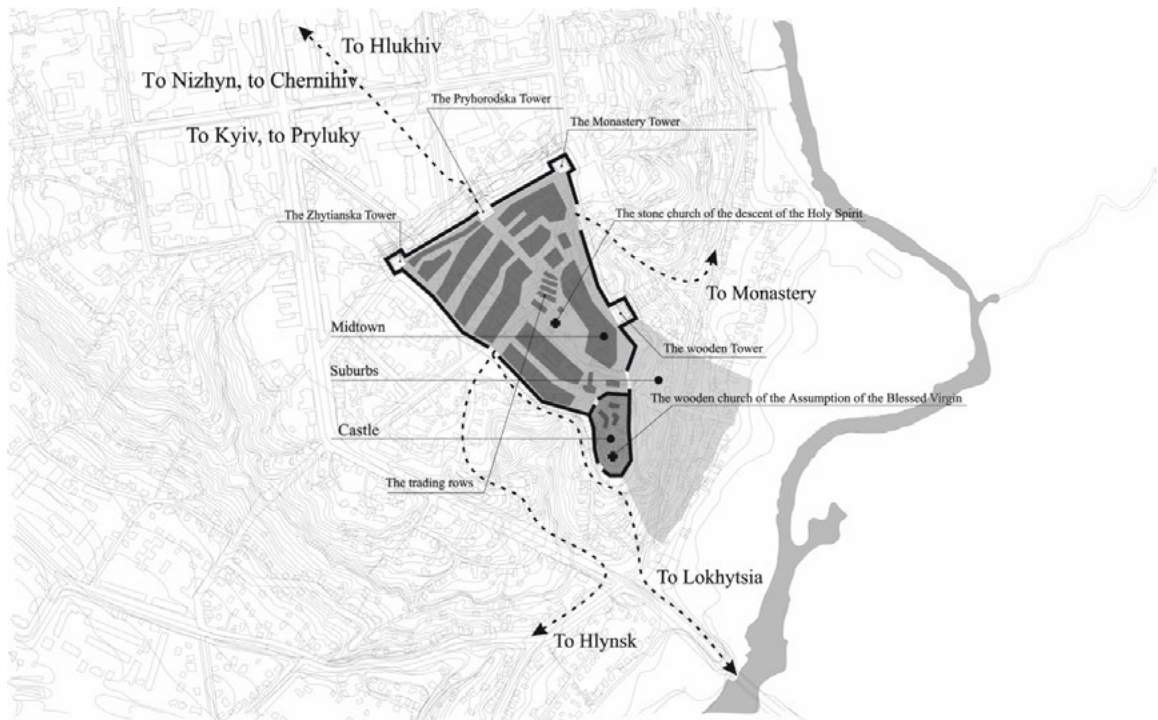 To Hlukhiv
To Nizhyn, to Chernihiv,
The Pryhorodska Tower
The Monastery Tower
To Kyiv, to Pryluky
The Zhytianska Tower
The stone church of the descent of the Holy Spirit
To Monastery
Midtown
The wooden Tower
Suburbs
The wooden church of the Assumption of the Blessed Virgin
Castle
The trading rows
To Lokhytsia
To Hlynsk